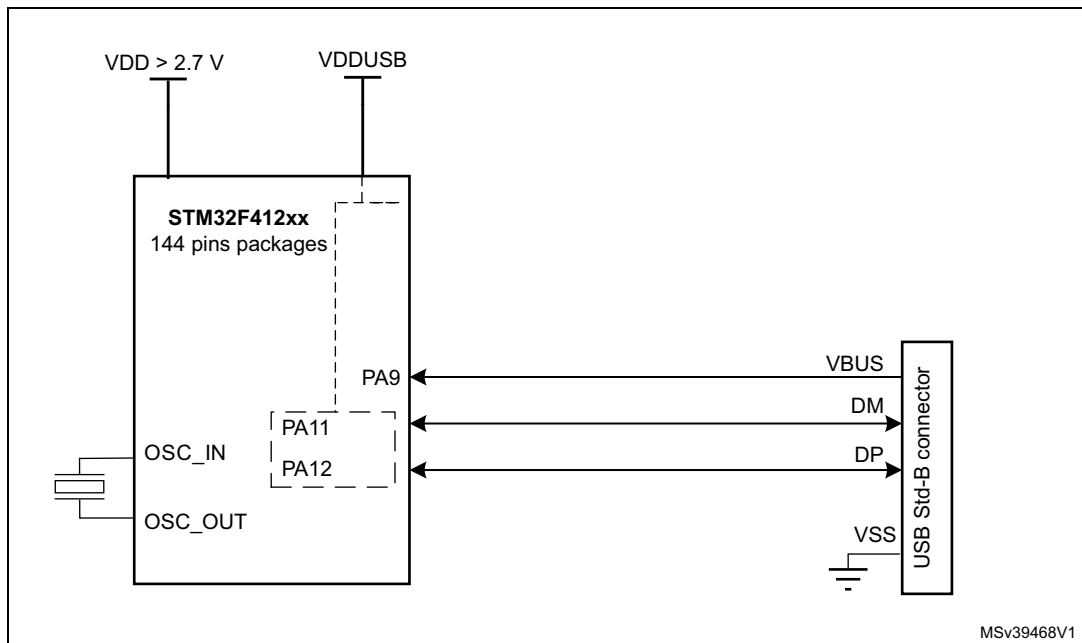 VDD > 2.7 V
VDDUSB
STM32F412xx
144 pins packages
PA9
VBUS
PA11
DM
PA12
DP
OSC_IN
OSC_OUT
VSS
USB Std-B connector
MSv39468V1